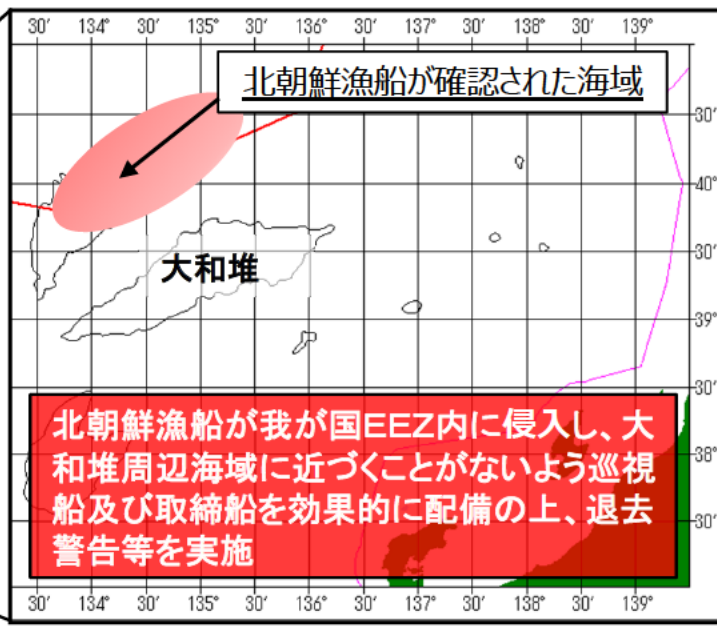 30′ 134° 30′ 135° 30′ 136° 30′ 137° 30′ 138° 30′ 139°
北朝鮮漁船が確認された海域
30′
40°
30′
大和堆
39°
30′
北朝鮮漁船が我が国EEZ内に侵入し、大
和堆周辺海域に近づくことがないよう巡視
船及び取締船を効果的に配備の上、退去
警告等を実施
38°
30′
30′ 134° 30′ 135° 30′ 136° 30′ 137° 30′ 138° 30′ 139°